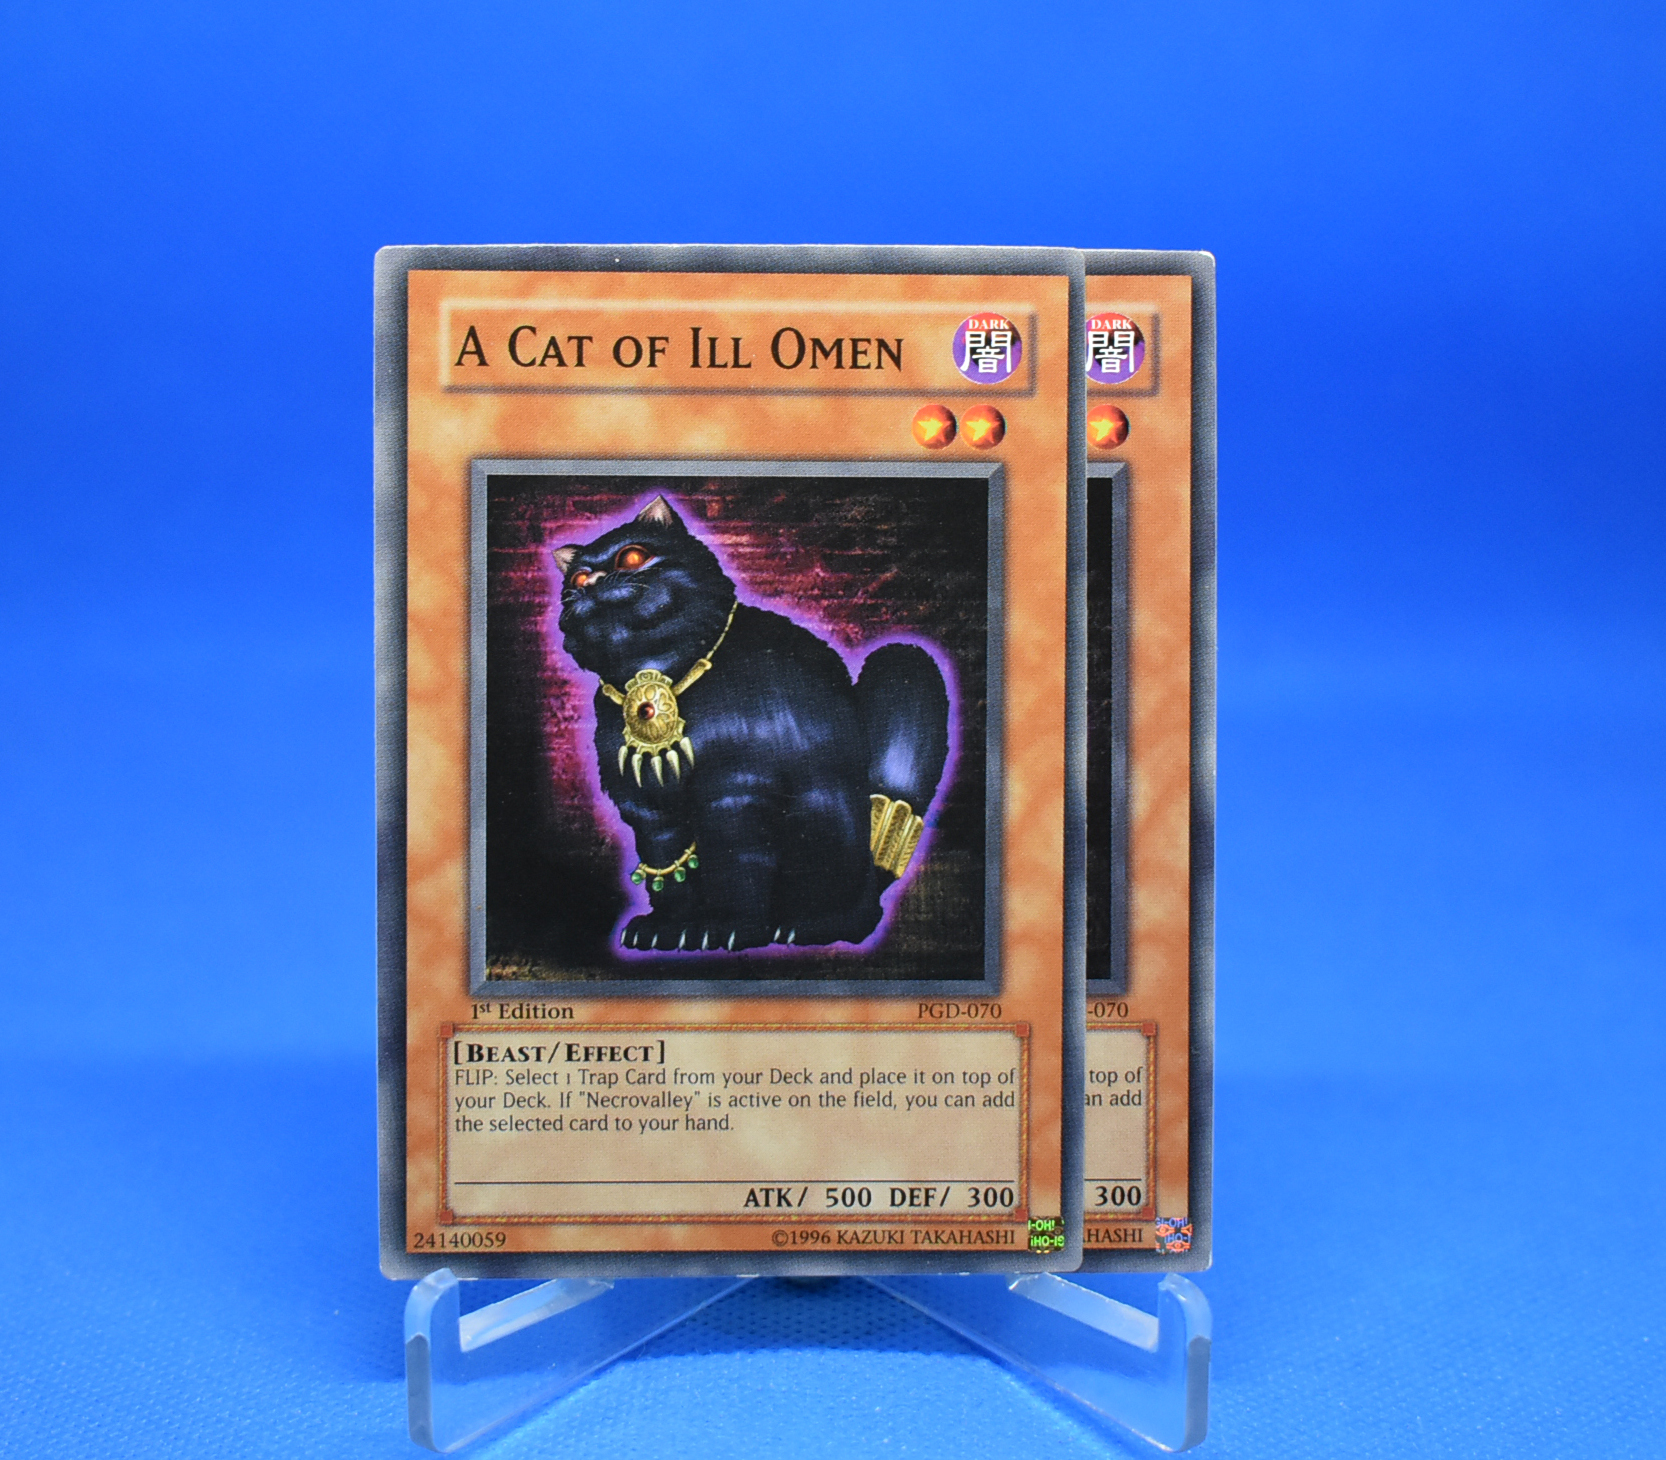 A CAT OF ILL OMEN
DARK
闇
DARK
闇
1st Edition
PGD-070
-070
[BEAST/EFFECT]
FLIP: Select 1 Trap Card from your Deck and place it on top of
your Deck. If "Necrovalley" is active on the field, you can add
the selected card to your hand.
top of
an add
ATK/ 500 DEF/ 300
300
24140059
©1996 KAZUKI TAKAHASHI
AHASHI